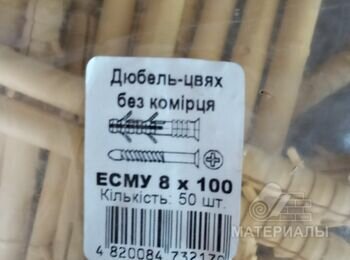 Дюбель-цвях
без комірця
ЕСМУ 8 х 100
Кількість: 50 шт.
4 820084 732170
МАТЕРИАЛЫ